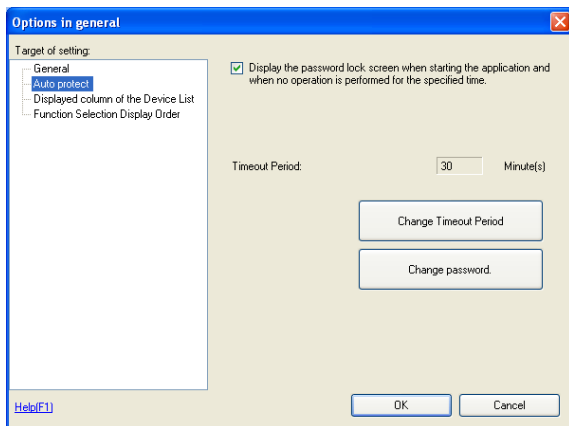 Options in general
Target of setting:
General
Auto protect
Displayed column of the Device List
Function Selection Display Order
Display the password lock screen when starting the application and
when no operation is performed for the specified time.
Timeout Period:
30
Minute(s)
Change Timeout Period
Change password.
Help(F1)
OK
Cancel